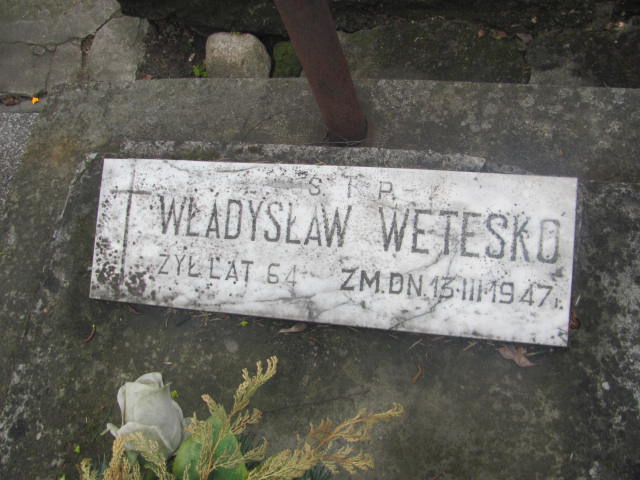 Ś T P
WŁADYSŁAW WETESKO
ŻYŁ LAT 64 ZM.DN.13.III.1947.